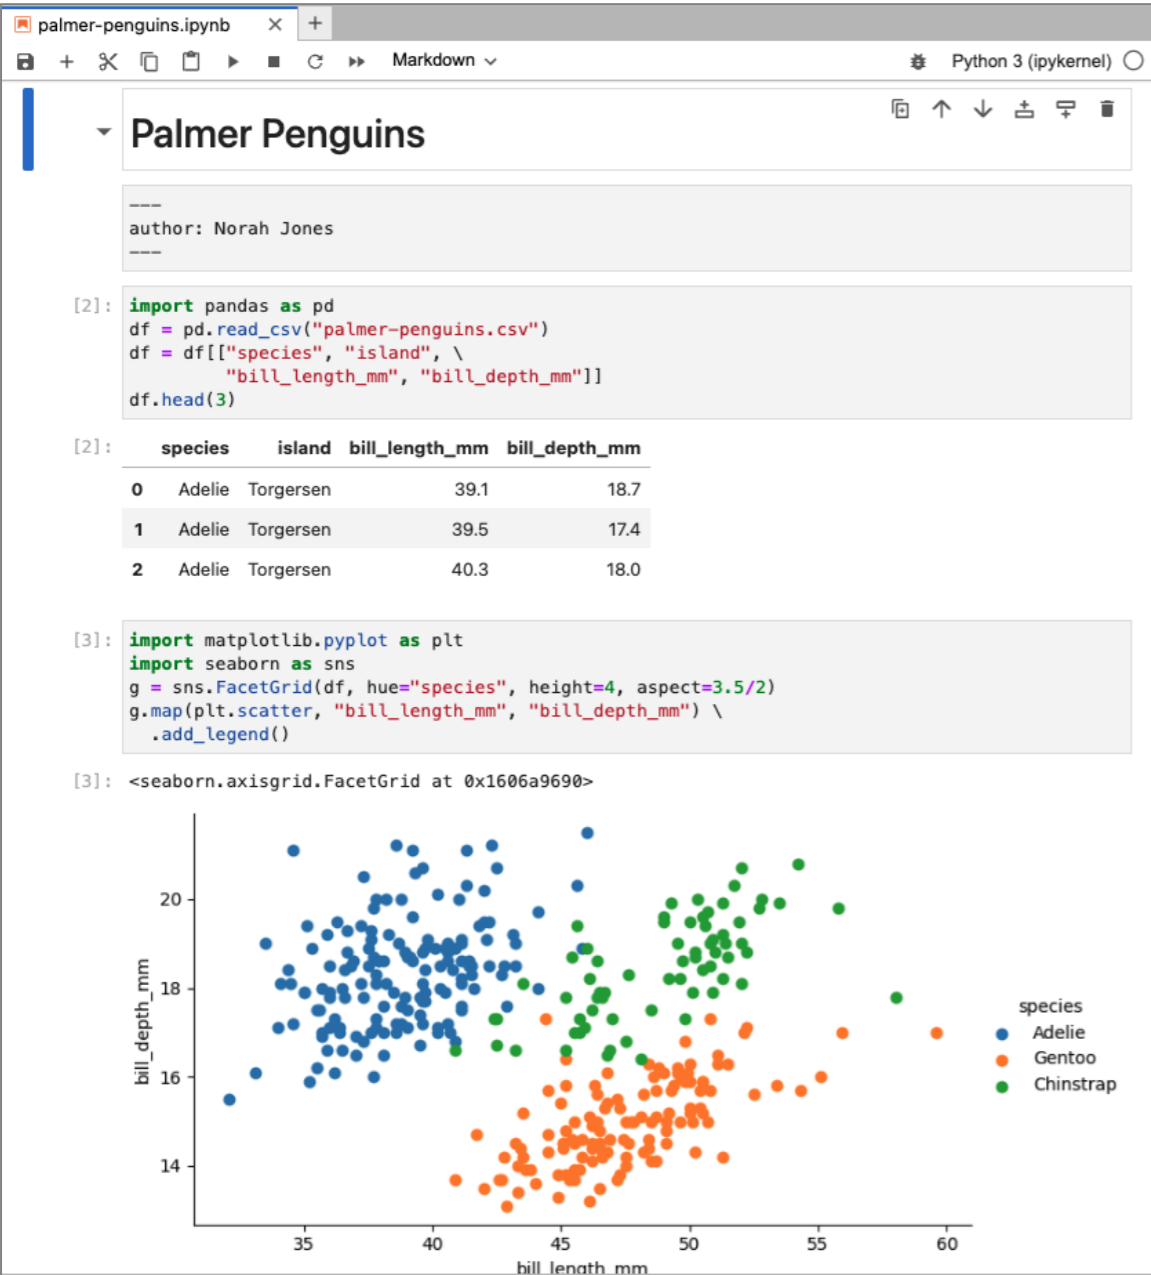 palmer-penguins.ipynb
Markdown
Python 3 (ipykernel)
Palmer Penguins
---
author: Norah Jones
---
[2]: import pandas as pd
df = pd.read_csv("palmer-penguins.csv")
df = df[["species", "island", \
"bill_length_mm", "bill_depth_mm"]]
df.head(3)
[2]: species island bill_length_mm bill_depth_mm
0 Adelie Torgersen 39.1 18.7
1 Adelie Torgersen 39.5 17.4
2 Adelie Torgersen 40.3 18.0
[3]: import matplotlib.pyplot as plt
import seaborn as sns
g = sns.FacetGrid(df, hue="species", height=4, aspect=3.5/2)
g.map(plt.scatter, "bill_length_mm", "bill_depth_mm") \
.add_legend()
[3]: <seaborn.axisgrid.FacetGrid at 0x1606a9690>
20
18
16
14
bill_depth_mm
species
Adelie
Gentoo
Chinstrap
35 40 45 50 55 60
bill_length_mm